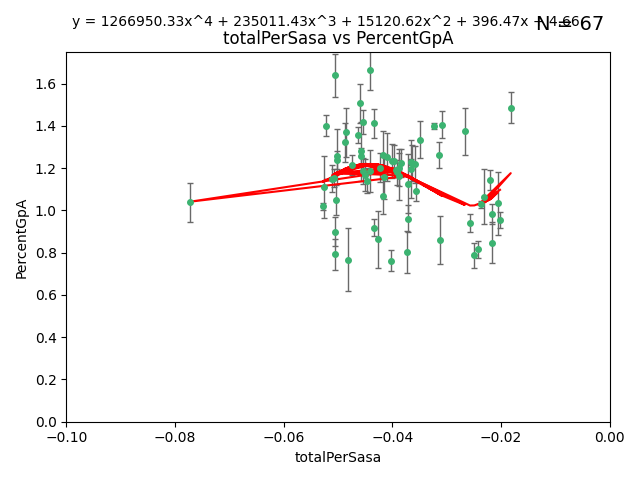 y = 1266950.33x^4 + 235011.43x^3 + 15120.62x^2 + 396.47x + 4.66
N = 67
totalPerSasa vs PercentGpA
1.6
1.4
1.2
1.0
0.8
0.6
0.4
0.2
0.0
PercentGpA
−0.10 −0.08 −0.06 −0.04 −0.02 0.00
totalPerSasa